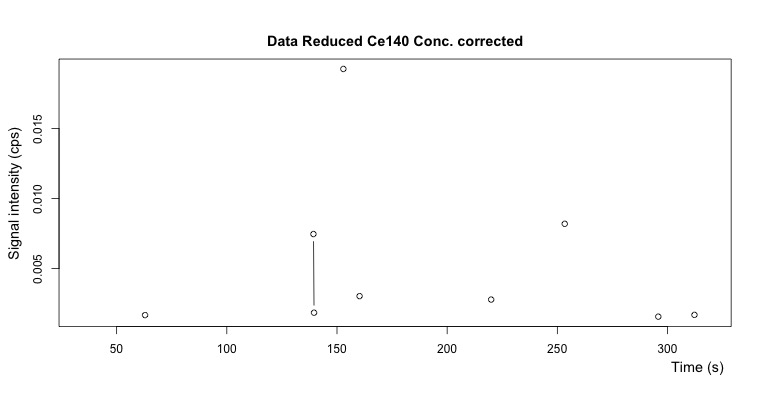 Data Reduced Ce140 Conc. corrected
Signal intensity (cps)
0.015
0.010
0.005
50 100 150 200 250 300
Time (s)